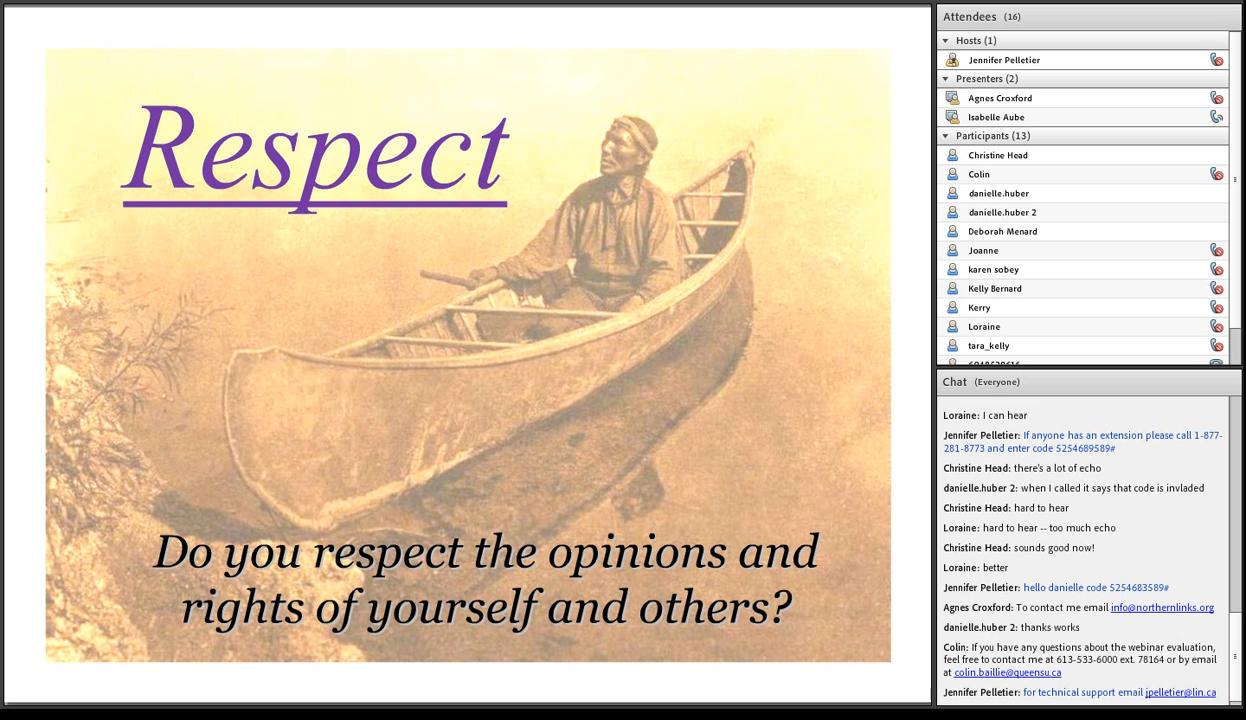 Respect
Do you respect the opinions and
rights of yourself and others?
Attendees (16)
Hosts (1)
Jennifer Pelletier
Presenters (2)
Agnes Croxford
Isabelle Aube
Participants (13)
Christine Head
Colin
danielle.huber
danielle.huber 2
Deborah Menard
Joanne
karen sobey
Kelly Bernard
Kerry
Loraine
tara_kelly
Chat (Everyone)
Loraine: I can hear
Jennifer Pelletier: If anyone has an extension please call 1-877-
281-8773 and enter code 5254689589#
Christine Head: there's a lot of echo
danielle.huber 2: when I called it says that code is invladed
Christine Head: hard to hear
Loraine: hard to hear -- too much echo
Christine Head: sounds good now!
Loraine: better
Jennifer Pelletier: hello danielle code 5254683589#
Agnes Croxford: To contact me email info@northernlinks.org
danielle.huber 2: thanks works
Colin: If you have any questions about the webinar evaluation,
feel free to contact me at 613-533-6000 ext. 78164 or by email
at colin.baillie@queensu.ca
Jennifer Pelletier: for technical support email jpelletier@lin.ca